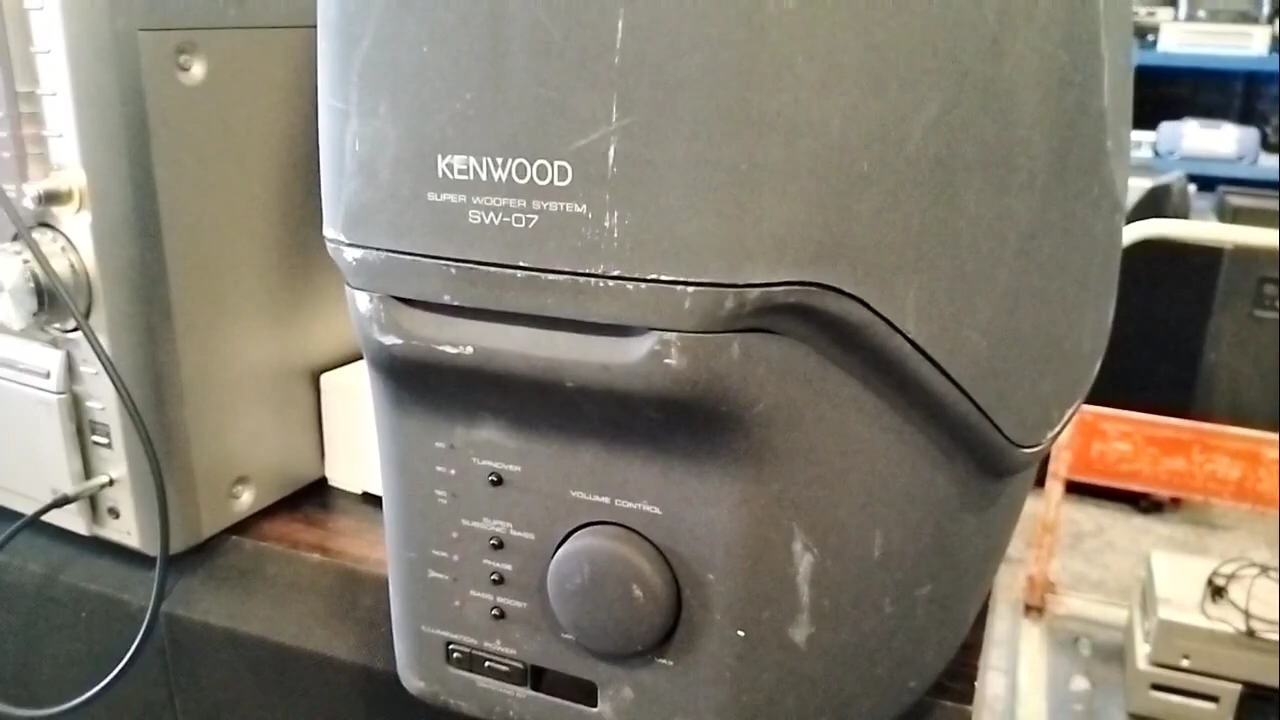 KENWOOD
SUPER WOOFER SYSTEM
SW-07
TURNOVER
VOLUME CONTROL
SUPER
SUBSONIC BASS
PHASE
BASS BOOST
ILLUMINATION POWER